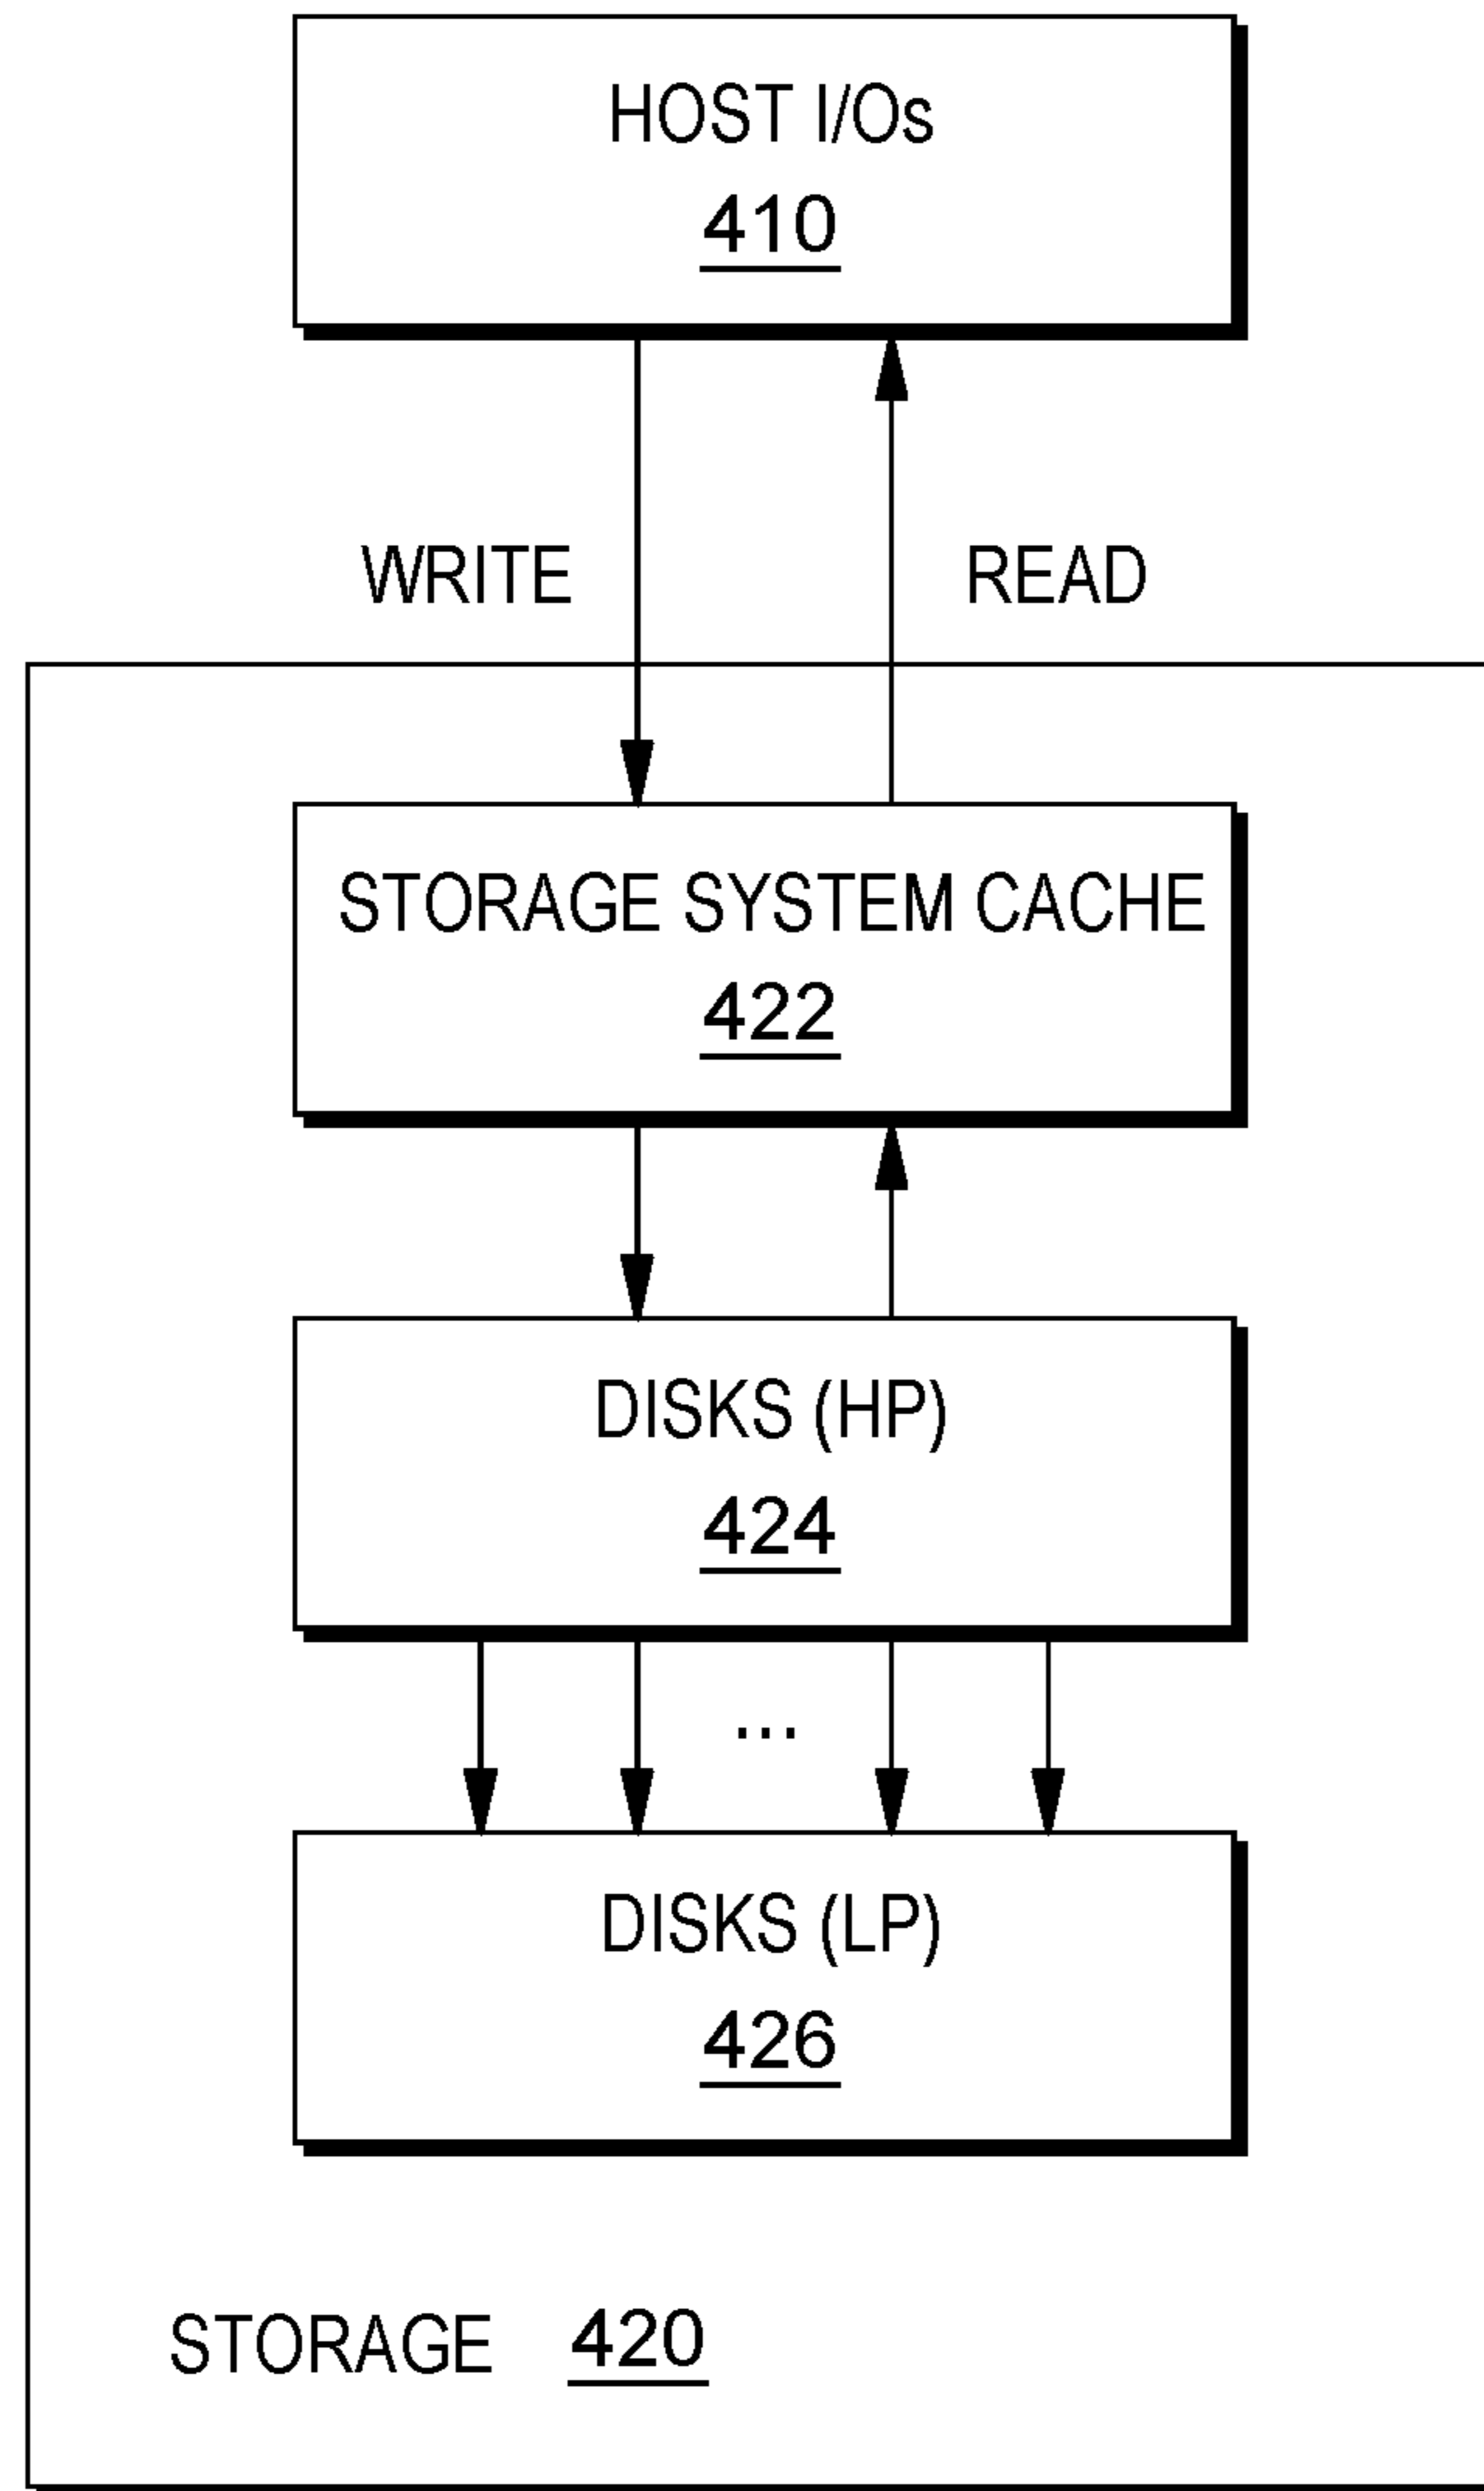 HOST I/Os
410
WRITE READ
STORAGE SYSTEM CACHE
422
DISKS (HP)
424
...
DISKS (LP)
426
STORAGE 420